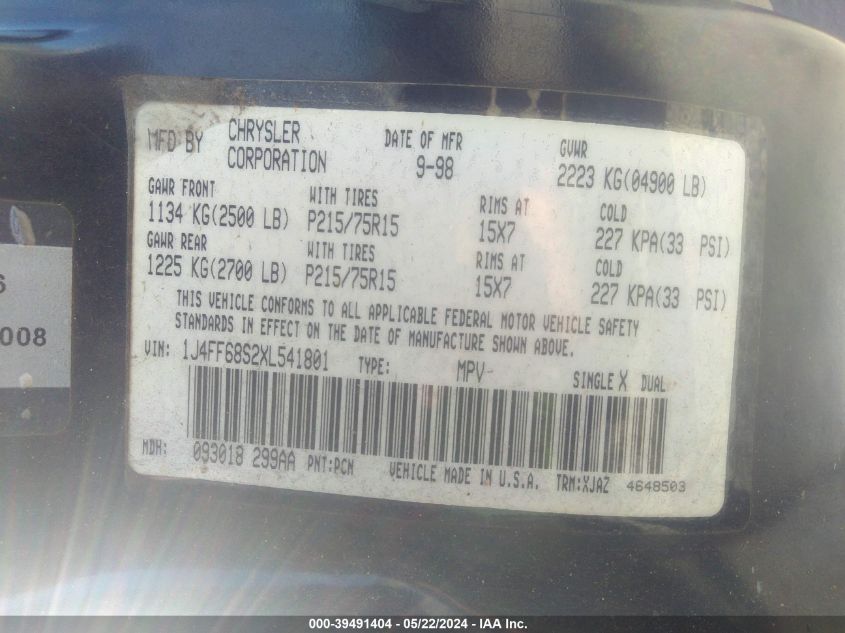 MFD BY CHRYSLER CORPORATION DATE OF MFR 9-98 GVWR 2223 KG(04900 LB)
GAWR FRONT WITH TIRES RIMS AT COLD
1134 KG(2500 LB) P215/75R15 15X7 227 KPA(33 PSI)
GAWR REAR WITH TIRES RIMS AT COLD
1225 KG(2700 LB) P215/75R15 15X7 227 KPA(33 PSI)
THIS VEHICLE CONFORMS TO ALL APPLICABLE FEDERAL MOTOR VEHICLE SAFETY
STANDARDS IN EFFECT ON THE DATE OF MANUFACTURE SHOWN ABOVE.
VIN: 1J4FF68S2XL541801 TYPE: MPV SINGLE X DUAL
MDH: 093018 299AA PNT:PCN VEHICLE MADE IN U.S.A. TRM:XJAZ 4648503
6
008
000-39491404 - 05/22/2024 - IAA Inc.